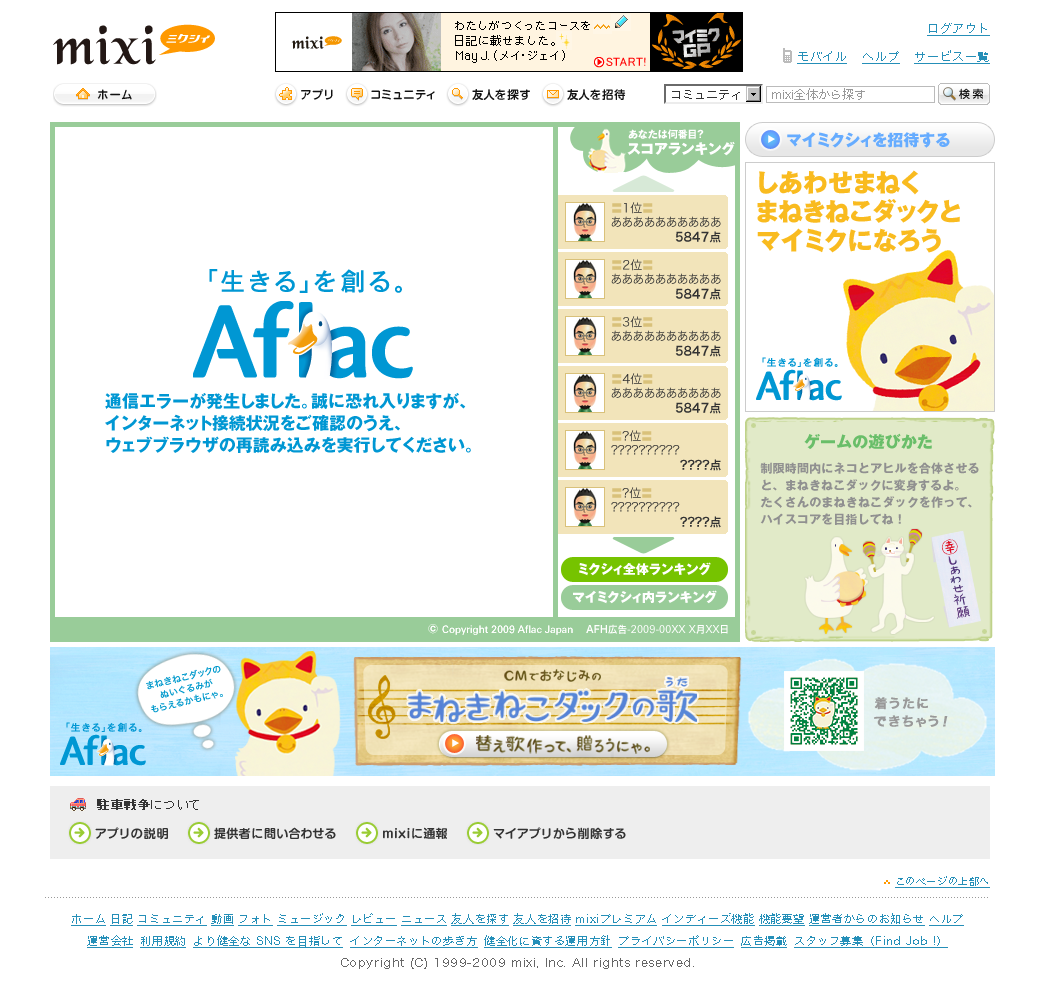 mixi ミクシィ
mixi ミクシィ
わたしがつくったコースを
日記に載せました。
May J.（メイ・ジェイ）
START!
マイミク
GP
ログアウト
モバイル ヘルプ サービス一覧
ホーム
アプリ コミュニティ 友人を探す 友人を招待
コミュニティ mixi全体から探す 検索
「生きる」を創る。
Aflac
通信エラーが発生しました。誠に恐れ入りますが、
インターネット接続状況をご確認のうえ、
ウェブブラウザの再読み込みを実行してください。
あなたは何番目?
スコアランキング
1位
ああああああああああ
5847点
2位
ああああああああああ
5847点
3位
ああああああああああ
5847点
4位
ああああああああああ
5847点
?位
??????????
????点
?位
??????????
????点
ミクシィ全体ランキング
マイミクシィ内ランキング
© Copyright 2009 Aflac Japan AFH広告-2009-00XX X月XX日
マイミクシィを招待する
しあわせまねく
まねきねこダックと
マイミクになろう
「生きる」を創る。
Aflac
ゲームの遊びかた
制限時間内にネコとアヒルを合体させる
と、まねきねこダックに変身するよ。
たくさんのまねきねこダックを作って、
ハイスコアを目指してね！
幸
しあわせ祈願
まねきねこダックの
ぬいぐるみが
もらえるかもにゃ。
「生きる」を創る。
Aflac
CMでおなじみの
まねきねこダックの歌
うた
替え歌作って、贈ろうにゃ。
着うたに
できちゃう!
駐車戦争について
アプリの説明 提供者に問い合わせる mixiに通報 マイアプリから削除する
このページの上部へ
ホーム 日記 コミュニティ 動画 フォト ミュージック レビュー ニュース 友人を探す 友人を招待 mixiプレミアム インディーズ機能 機能要望 運営者からのお知らせ ヘルプ
運営会社 利用規約 より健全な SNS を目指して インターネットの歩き方 健全化に資する運用方針 プライバシーポリシー 広告掲載 スタッフ募集（Find Job !）
Copyright (C) 1999-2009 mixi, Inc. All rights reserved.